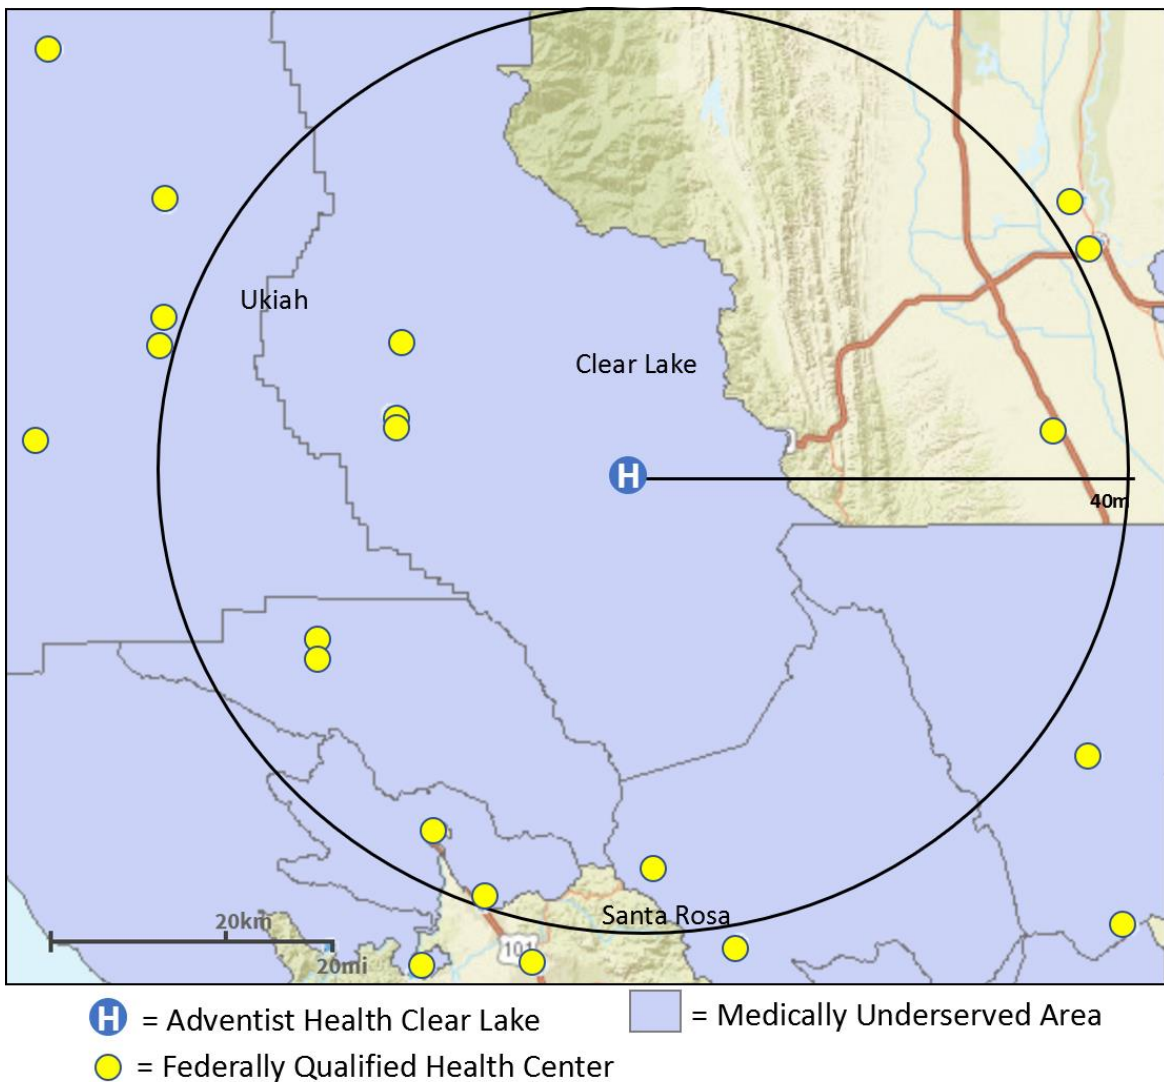 Ukiah
Clear Lake
H
40m
Santa Rosa
20km
101
20mi
H = Adventist Health Clear Lake
= Medically Underserved Area
= Federally Qualified Health Center